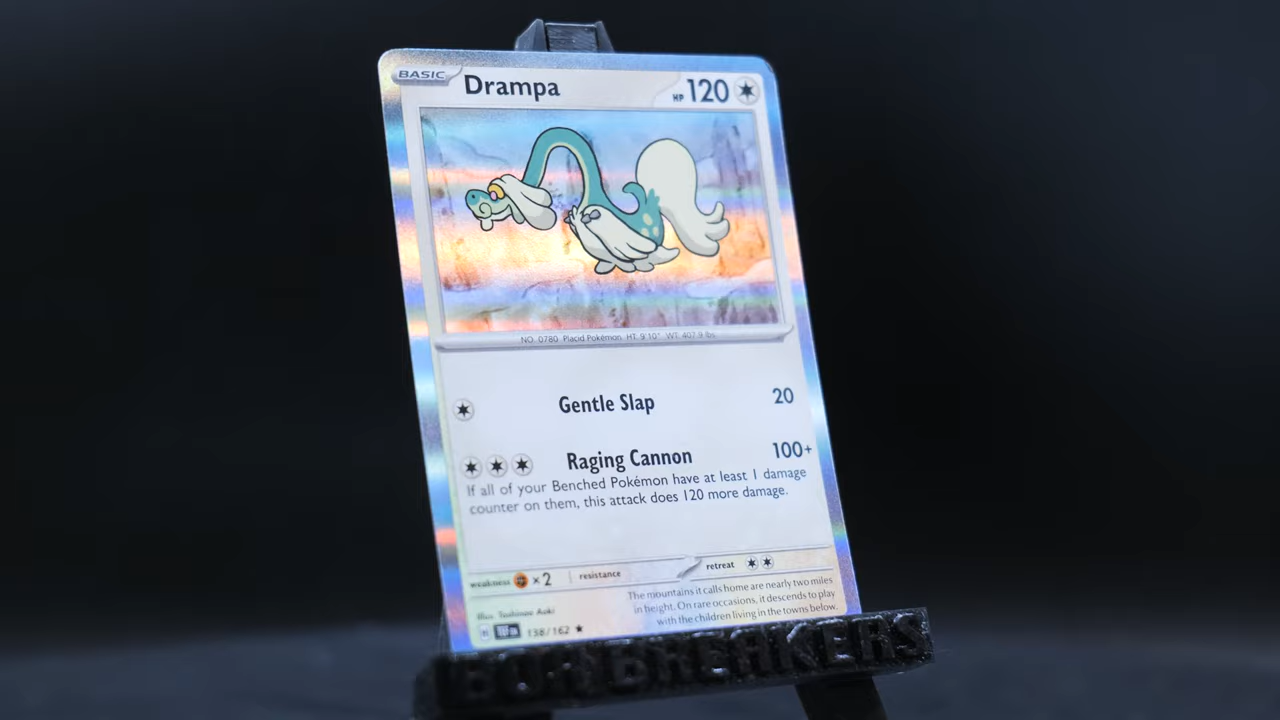 BASIC Drampa HP 120
NO. 0780 Placid Pokémon HT: 9'10" WT: 407.9 lbs.
Gentle Slap 20
Raging Cannon 100+
If all of your Benched Pokémon have at least 1 damage
counter on them, this attack does 120 more damage.
weakness ×2 resistance retreat
The mountains it calls home are nearly two miles
in height. On rare occasions, it descends to play
with the children living in the towns below.
Illus. Toshinao Aoki
TEF EN 138/162 ★
BREAKERS